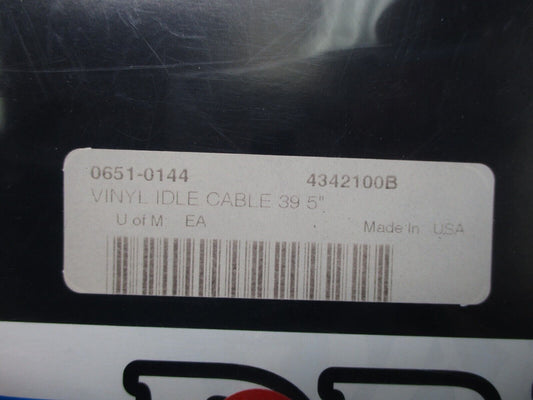 0651-0144 4342100B
VINYL IDLE CABLE 39 5"
U of M EA Made In USA